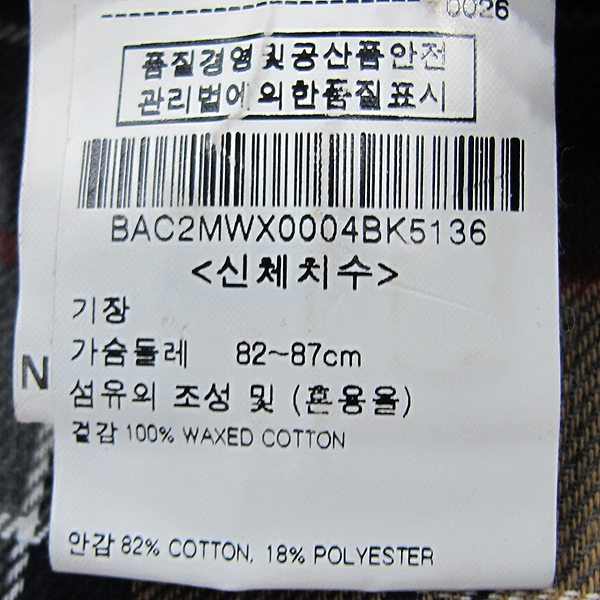 0026
품질경영및공산품안전
관리법에의한품질표시
BAC2MWX0004BK5136
<신체치수>
기장
가슴둘레 82~87cm
N
섬유의 조성 및 (혼용율)
겉감 100% WAXED COTTON
안감 82% COTTON, 18% POLYESTER